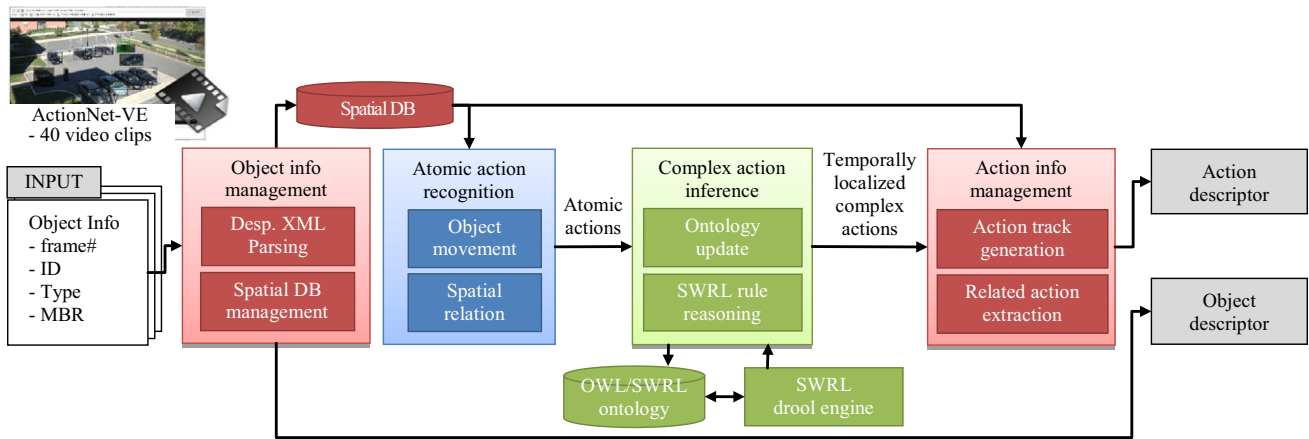 ActionNet-VE
- 40 video clips
INPUT
Object Info
- frame#
- ID
- Type
- MBR
Spatial DB
Object info
management
Desp. XML
Parsing
Spatial DB
management
Atomic action
recognition
Object
movement
Spatial
relation
Atomic
actions
Complex action
inference
Ontology
update
SWRL rule
reasoning
OWL/SWRL
ontology
SWRL
drool engine
Temporally
localized
complex
actions
Action info
management
Action track
generation
Related action
extraction
Action
descriptor
Object
descriptor